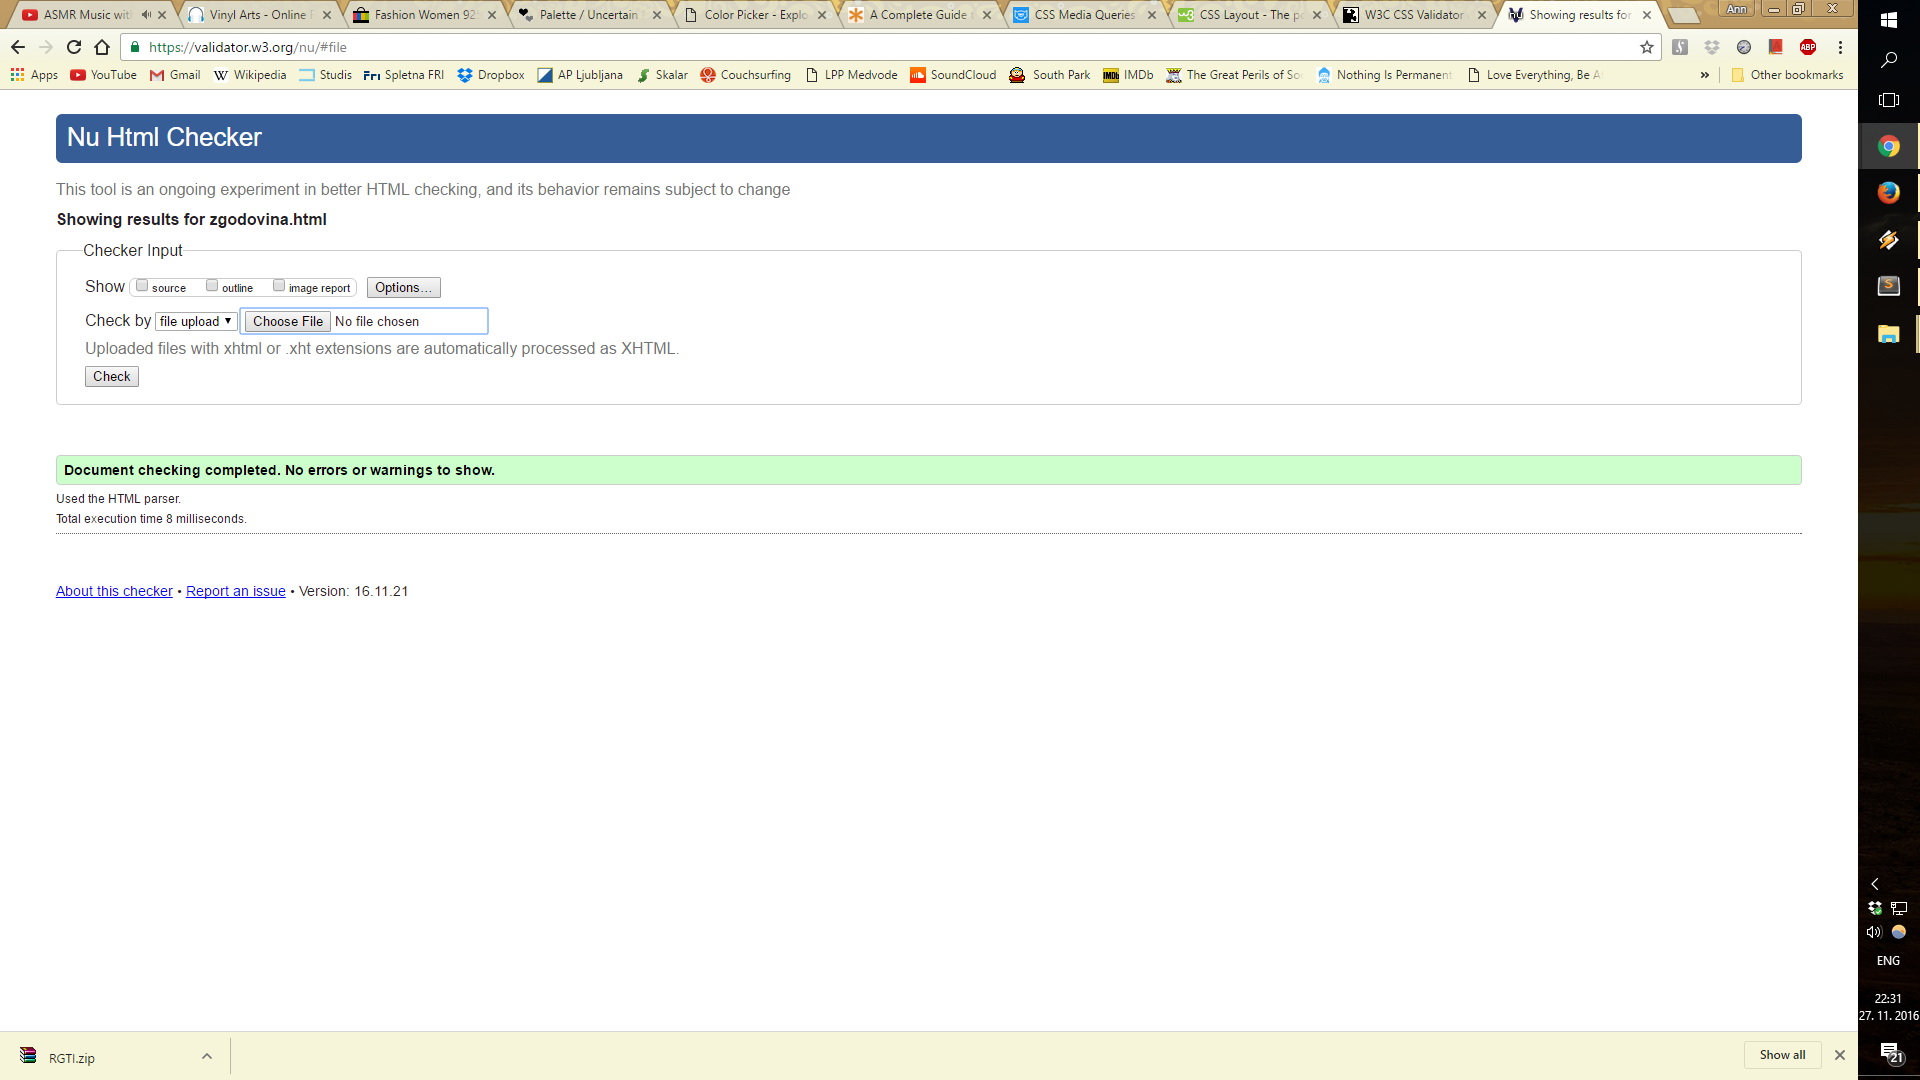 ASMR Music wit
Vinyl Arts - Online
Fashion Women 92
Palette / Uncertain
Color Picker - Explo
A Complete Guide
CSS Media Queries
CSS Layout - The p
W3C CSS Validator
Showing results for
Ann
https://validator.w3.org/nu/#file
ABP
Apps
YouTube
Gmail
Wikipedia
Studis
Spletna FRI
Dropbox
AP Ljubljana
Skalar
Couchsurfing
LPP Medvode
SoundCloud
South Park
IMDb
The Great Perils of So
Nothing Is Permanent
Love Everything, Be A
»
Other bookmarks
Nu Html Checker
This tool is an ongoing experiment in better HTML checking, and its behavior remains subject to change
Showing results for zgodovina.html
Checker Input
Show source outline image report Options...
Check by file upload Choose File No file chosen
Uploaded files with xhtml or .xht extensions are automatically processed as XHTML.
Check
Document checking completed. No errors or warnings to show.
Used the HTML parser.
Total execution time 8 milliseconds.
About this checker • Report an issue • Version: 16.11.21
ENG
22:31
27. 11. 2016
21
RGTI.zip
Show all